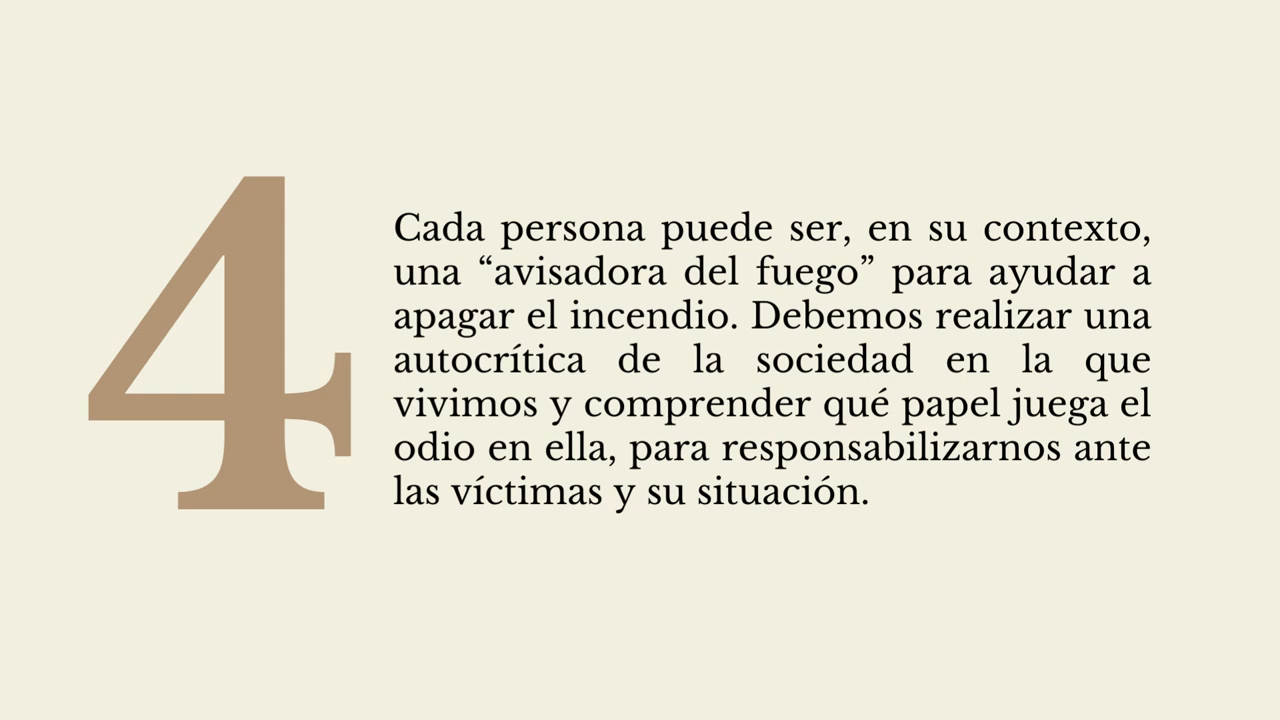 4
Cada persona puede ser, en su contexto,
una “avisadora del fuego” para ayudar a
apagar el incendio. Debemos realizar una
autocrítica de la sociedad en la que
vivimos y comprender qué papel juega el
odio en ella, para responsabilizarnos ante
las víctimas y su situación.